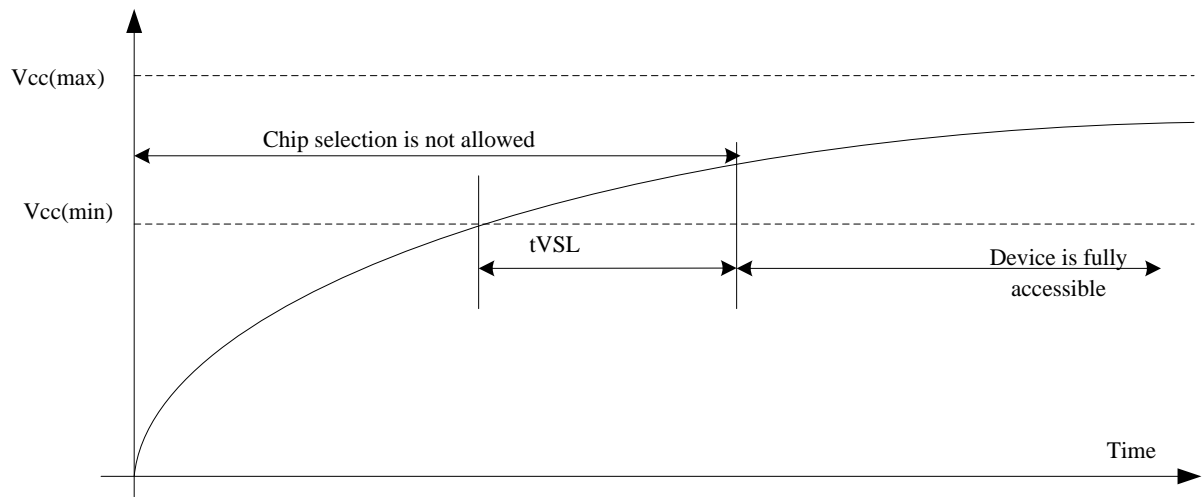 Vcc(max)
Chip selection is not allowed
Vcc(min)
tVSL
Device is fully
accessible
Time